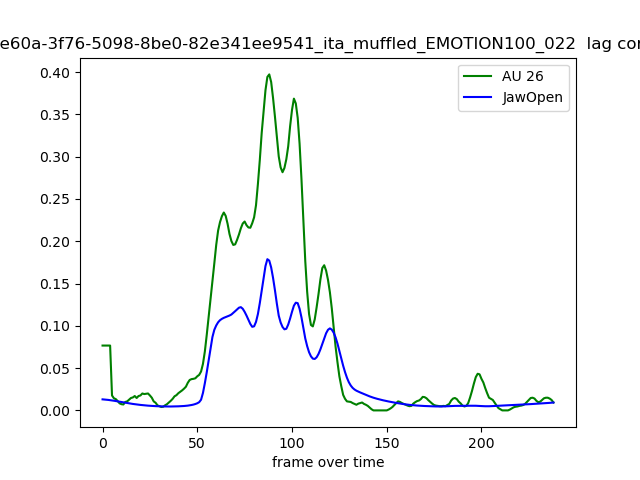 e60a-3f76-5098-8be0-82e341ee9541_ita_muffled_EMOTION100_022 lag
AU 26
JawOpen
0.40
0.35
0.30
0.25
0.20
0.15
0.10
0.05
0.00
0 50 100 150 200
frame over time